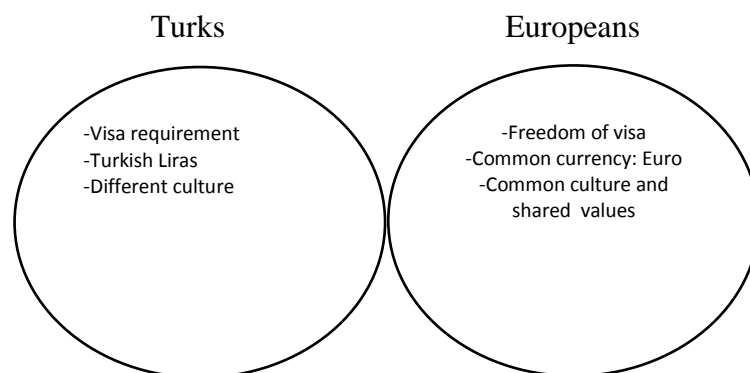 Turks
Europeans
-Visa requirement
-Turkish Liras
-Different culture
-Freedom of visa
-Common currency: Euro
-Common culture and
shared values